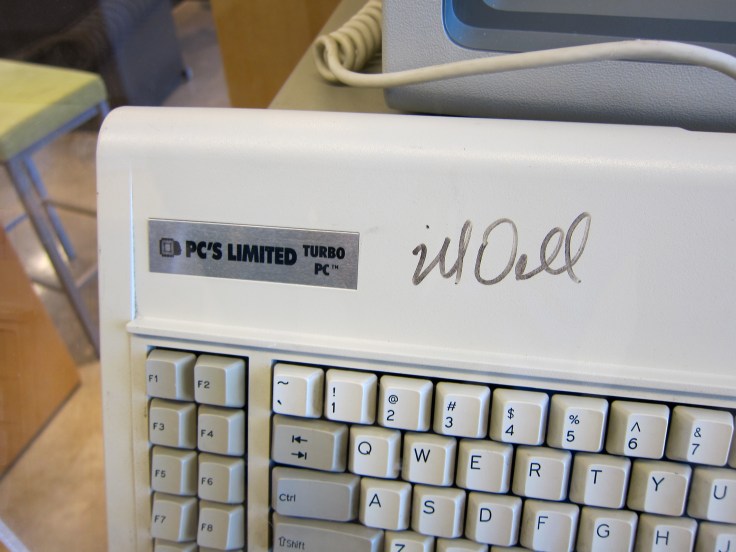 PC'S LIMITED TURBO PC™
M Dell
F1 F2 ~ ` ! 1 @ 2 # 3 $ 4 % 5 ^ 6 & 7
F3 F4 Q W E R T Y U
F5 F6 Ctrl A S D F G H J
F7 F8 ⇧Shift Z